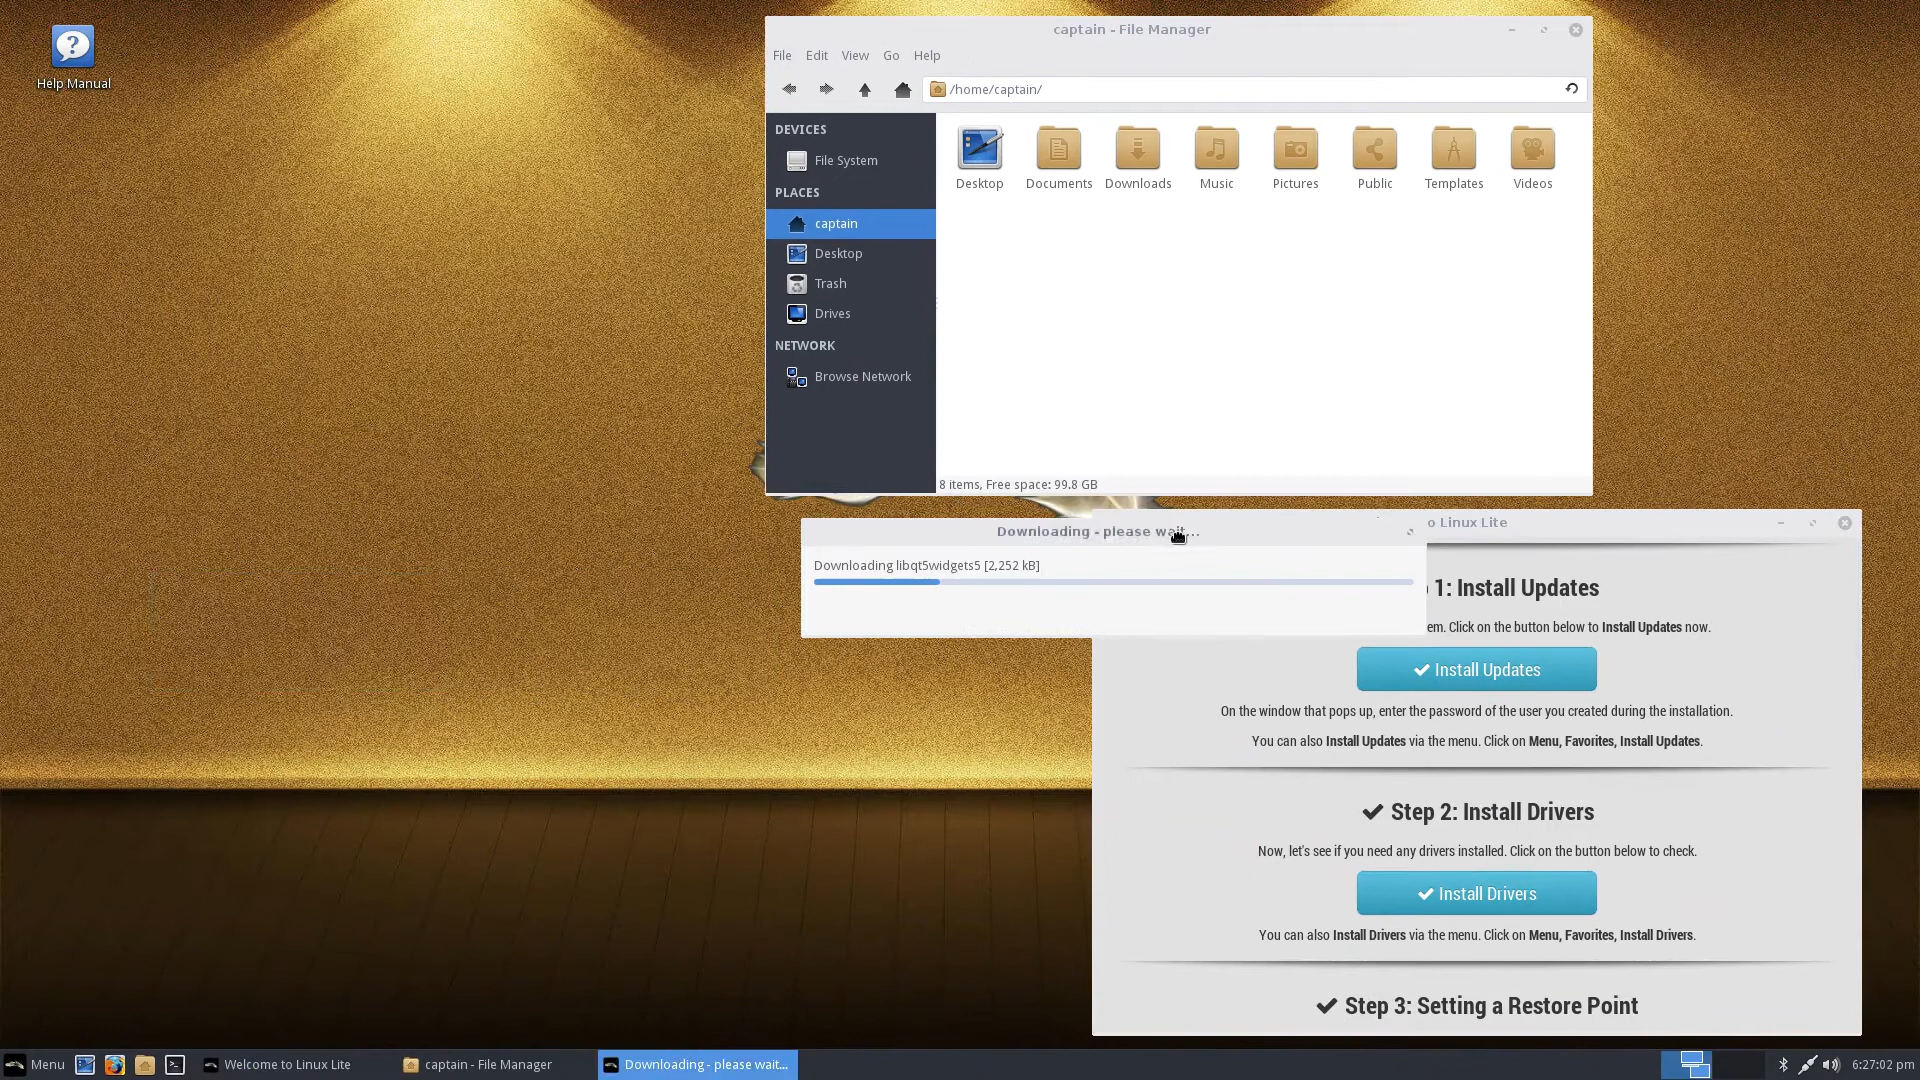 Help Manual
captain - File Manager
File Edit View Go Help
/home/captain/
DEVICES
File System
PLACES
captain
Desktop
Trash
Drives
NETWORK
Browse Network
Desktop Documents Downloads Music Pictures Public Templates Videos
8 items, Free space: 99.8 GB
Downloading - please wait...
Downloading libqt5widgets5 [2,252 kB]
o Linux Lite
1: Install Updates
em. Click on the button below to Install Updates now.
Install Updates
On the window that pops up, enter the password of the user you created during the installation.
You can also Install Updates via the menu. Click on Menu, Favorites, Install Updates.
Step 2: Install Drivers
Now, let's see if you need any drivers installed. Click on the button below to check.
Install Drivers
You can also Install Drivers via the menu. Click on Menu, Favorites, Install Drivers.
Step 3: Setting a Restore Point
Menu Welcome to Linux Lite captain - File Manager Downloading - please wait... 6:27:02 pm